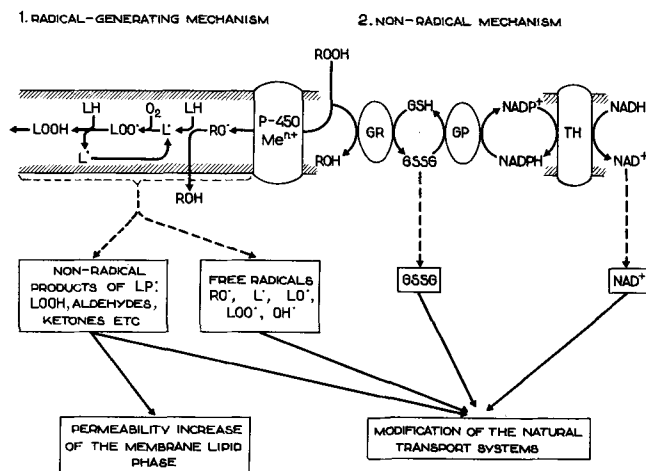 1. RADICAL-GENERATING MECHANISM
2. NON-RADICAL MECHANISM
ROOH
LH
O2
LH
P-450
Men+
LOOH
LOO·
L·
RO·
L·
ROH
ROH
GR
GSH
GSSG
GP
NADP+
NADPH
TH
NADH
NAD+
NON-RADICAL
PRODUCTS OF LP:
LOOH, ALDEHYDES,
KETONES ETC
FREE RADICALS
RO·, L·, LO·,
LOO·, OH·
GSSG
NAD+
PERMEABILITY INCREASE
OF THE MEMBRANE LIPID
PHASE
MODIFICATION OF THE NATURAL
TRANSPORT SYSTEMS